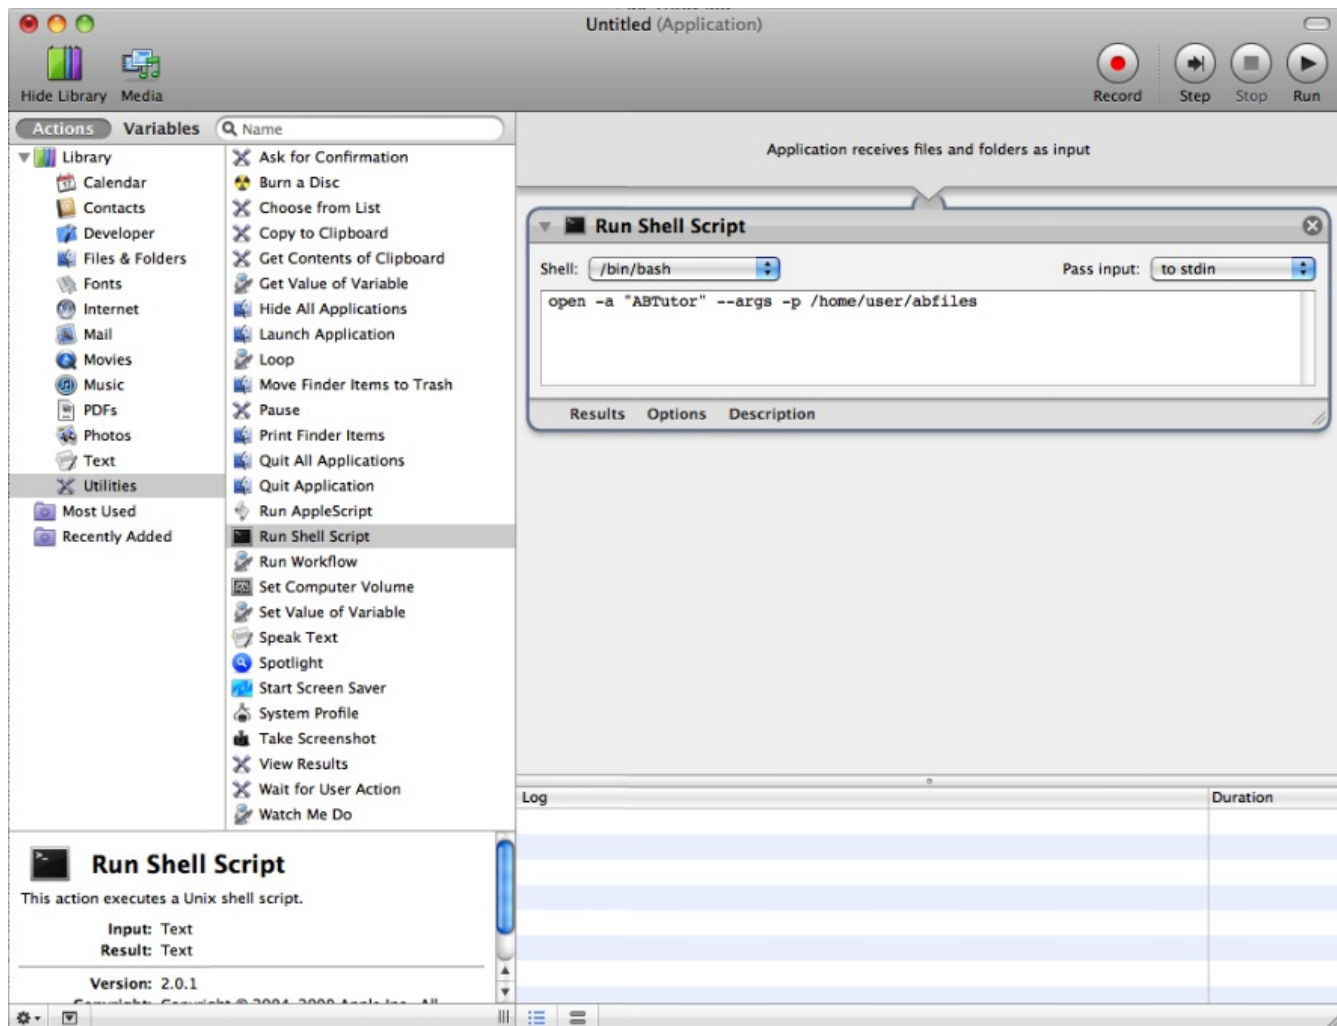 Untitled (Application)
Hide Library Media
Record Step Stop Run
Actions Variables Name
Library
Calendar
Contacts
Developer
Files & Folders
Fonts
Internet
Mail
Movies
Music
PDFs
Photos
Text
Utilities
Most Used
Recently Added
Ask for Confirmation
Burn a Disc
Choose from List
Copy to Clipboard
Get Contents of Clipboard
Get Value of Variable
Hide All Applications
Launch Application
Loop
Move Finder Items to Trash
Pause
Print Finder Items
Quit All Applications
Quit Application
Run AppleScript
Run Shell Script
Run Workflow
Set Computer Volume
Set Value of Variable
Speak Text
Spotlight
Start Screen Saver
System Profile
Take Screenshot
View Results
Wait for User Action
Watch Me Do
Run Shell Script
This action executes a Unix shell script.
Input: Text
Result: Text
Version: 2.0.1
Copyright: Copyright © 2004-2009 Apple Inc. All
Application receives files and folders as input
Run Shell Script
Shell: /bin/bash Pass input: to stdin
open -a "ABTutor" --args -p /home/user/abfiles
Results Options Description
Log Duration